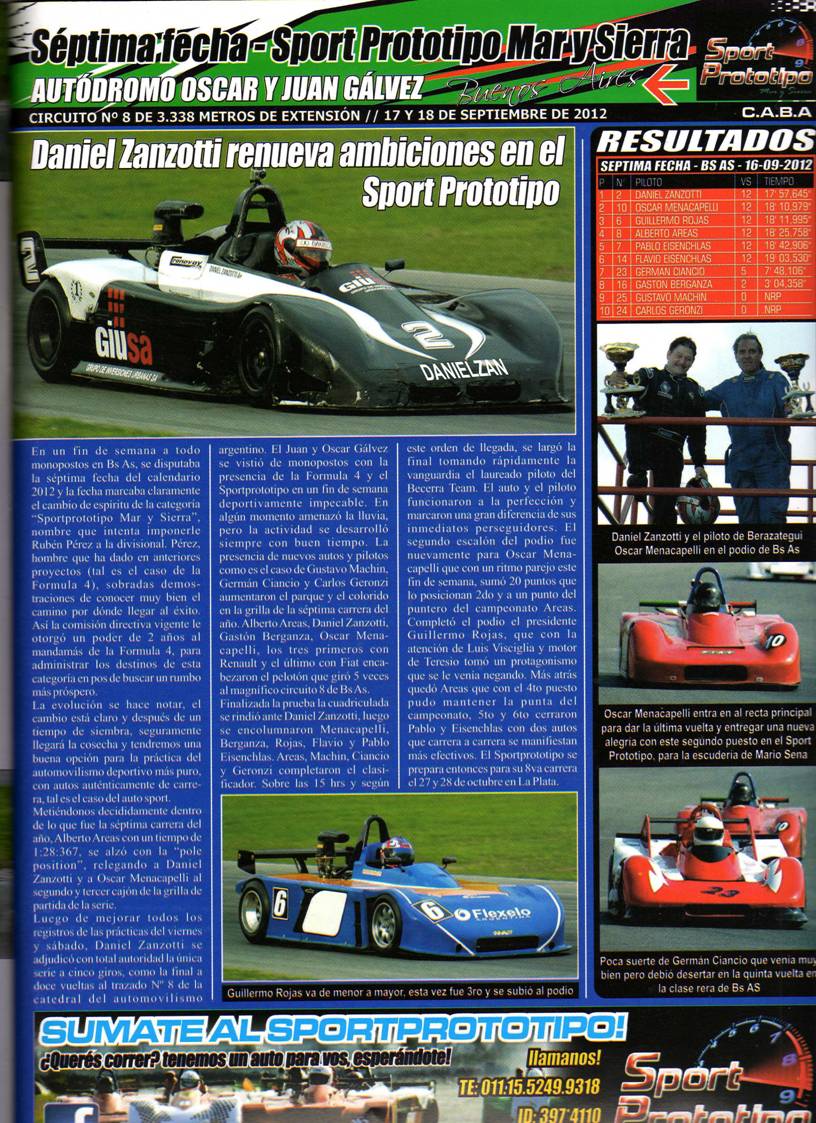 Séptima fecha - Sport Prototipo Mar y Sierra
AUTÓDROMO OSCAR Y JUAN GÁLVEZ
Buenos Aires
Sport
Prototipo
Mar y Sierra
CIRCUITO Nº 8 DE 3.338 METROS DE EXTENSIÓN // 17 Y 18 DE SEPTIEMBRE DE 2012
C.A.B.A
Daniel Zanzotti renueva ambiciones en el
Sport Prototipo
2
GIUSA
GRUPO DE INVERSIONES URBANAS SA
DANIELZAN
En un fin de semana a todo
monopostos en Bs As, se disputaba
la séptima fecha del calendario
2012 y la fecha marcaba claramente
el cambio de espíritu de la categoría
“Sportprototipo Mar y Sierra”,
nombre que intenta imponerle
Rubén Pérez a la divisional. Pérez,
hombre que ha dado en anteriores
proyectos (tal es el caso de la
Formula 4), sobradas demos-
traciones de conocer muy bien el
camino por dónde llegar al éxito.
Así la comisión directiva vigente le
otorgó un poder de 2 años al
mandamás de la Formula 4, para
administrar los destinos de esta
categoría en pos de buscar un rumbo
más próspero.
La evolución se hace notar, el
cambio está claro y después de un
tiempo de siembra, seguramente
llegará la cosecha y tendremos una
buena opción para la práctica del
automovilismo deportivo más puro,
con autos auténticamente de carre-
ra, tal es el caso del auto sport.
Metiéndonos decididamente dentro
de lo que fue la séptima carrera del
año, Alberto Areas con un tiempo de
1:28:367, se alzó con la “pole
position”, relegando a Daniel
Zanzotti y a Oscar Menacapelli al
segundo y tercer cajón de la grilla de
partida de la serie.
Luego de mejorar todos los
registros de las prácticas del viernes
y sábado, Daniel Zanzotti se
adjudicó con total autoridad la única
serie a cinco giros, como la final a
doce vueltas al trazado Nº 8 de la
catedral del automovilismo
argentino. El Juan y Oscar Gálvez
se vistió de monopostos con la
presencia de la Formula 4 y el
Sportprototipo en un fin de semana
deportivamente impecable. En
algún momento amenazó la lluvia,
pero la actividad se desarrolló
siempre con buen tiempo. La
presencia de nuevos autos y pilotos
como es el caso de Gustavo Machin,
Germán Ciancio y Carlos Geronzi
aumentaron el parque y el colorido
en la grilla de la séptima carrera del
año. Alberto Areas, Daniel Zanzotti,
Gastón Berganza, Oscar Mena-
capelli, los tres primeros con
Renault y el último con Fiat enca-
bezaron el pelotón que giró 5 veces
al magnífico circuito 8 de Bs As.
Finalizada la prueba la cuadriculada
se rindió ante Daniel Zanzotti, luego
se encolumnaron Menacapelli,
Berganza, Rojas, Flavio y Pablo
Eisenchlas. Areas, Machin, Ciancio
y Geronzi completaron el clasi-
ficador. Sobre las 15 hrs y según
este orden de llegada, se largó la
final tomando rápidamente la
vanguardia el laureado piloto del
Becerra Team. El auto y el piloto
funcionaron a la perfección y
marcaron una gran diferencia de sus
inmediatos perseguidores. El
segundo escalón del podio fue
nuevamente para Oscar Mena-
capelli que con un ritmo parejo este
fin de semana, sumó 20 puntos que
lo posicionan 2do y a un punto del
puntero del campeonato Areas.
Completó el podio el presidente
Guillermo Rojas, que con la
atención de Luis Visciglia y motor
de Teresio tomó un protagonismo
que se le venía negando. Más atrás
quedó Areas que con el 4to puesto
pudo mantener la punta del
campeonato, 5to y 6to cerraron
Pablo y Eisenchlas con dos autos
que carrera a carrera se manifiestan
más efectivos. El Sportprototipo se
prepara entonces para su 8va carrera
el 27 y 28 de octubre en La Plata.
6
6
Flexelo
Guillermo Rojas va de menor a mayor, esta vez fue 3ro y se subió al podio
RESULTADOS
SEPTIMA FECHA - BS AS - 16-09-2012
P Nº PILOTO VS TIEMPO
1 2 DANIEL ZANZOTTI 12 17' 57,645"
2 10 OSCAR MENACAPELLI 12 18' 10,979"
3 6 GUILLERMO ROJAS 12 18' 11,995"
4 8 ALBERTO AREAS 12 18' 25,758"
5 7 PABLO EISENCHLAS 12 18' 42,906"
6 14 FLAVIO EISENCHLAS 12 19' 03,530"
7 23 GERMAN CIANCIO 5 7' 48,106"
8 16 GASTON BERGANZA 2 3' 04,358"
9 25 GUSTAVO MACHIN 0 NRP
10 24 CARLOS GERONZI 0 NRP
Daniel Zanzotti y el piloto de Berazategui
Oscar Menacapelli en el podio de Bs As
FIAT
10
Oscar Menacapelli entra en al recta principal
para dar la última vuelta y entregar una nueva
alegria con este segundo puesto en el Sport
Prototipo, para la escudería de Mario Sena
23
Poca suerte de Germán Ciancio que venía muy
bien pero debió desertar en la quinta vuelta en
la clase rera de Bs AS
SUMATE AL SPORTPROTOTIPO!
¿Querés correr? tenemos un auto para vos, esperándote!
llamanos!
TE: 011.15.5249.9318
ID: 397*4110
Sport
Prototipo